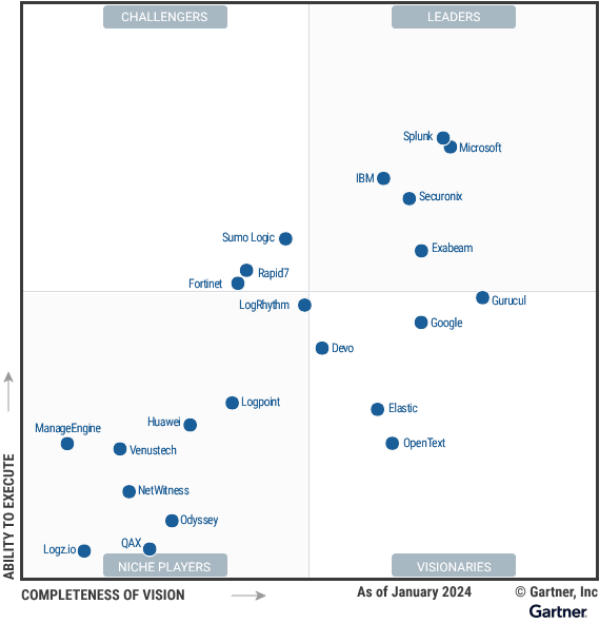 CHALLENGERS
LEADERS
Splunk
Microsoft
IBM
Securonix
Sumo Logic
Exabeam
Rapid7
Fortinet
Gurucul
LogRhythm
Google
Devo
Logpoint
Elastic
Huawei
ManageEngine
OpenText
Venustech
NetWitness
Odyssey
QAX
Logz.io
NICHE PLAYERS
VISIONARIES
ABILITY TO EXECUTE
COMPLETENESS OF VISION
As of January 2024
© Gartner, Inc
Gartner